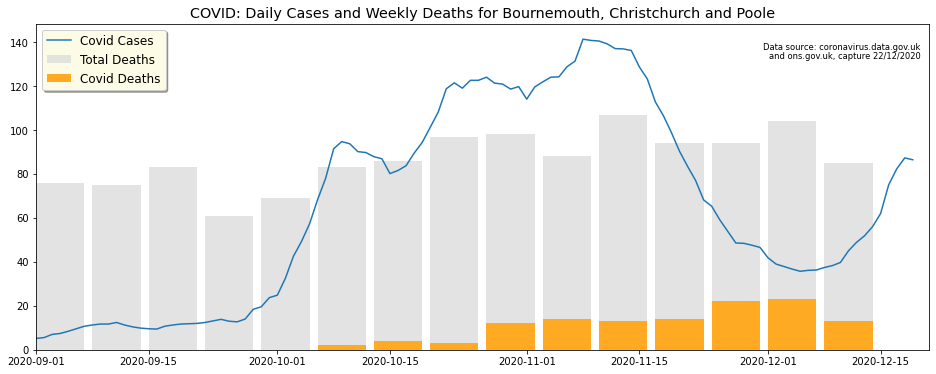 COVID: Daily Cases and Weekly Deaths for Bournemouth, Christchurch and Poole
Covid Cases
Total Deaths
Covid Deaths
Data source: coronavirus.data.gov.uk
and ons.gov.uk, capture 22/12/2020
140
120
100
80
60
40
20
0
2020-09-01 2020-09-15 2020-10-01 2020-10-15 2020-11-01 2020-11-15 2020-12-01 2020-12-15